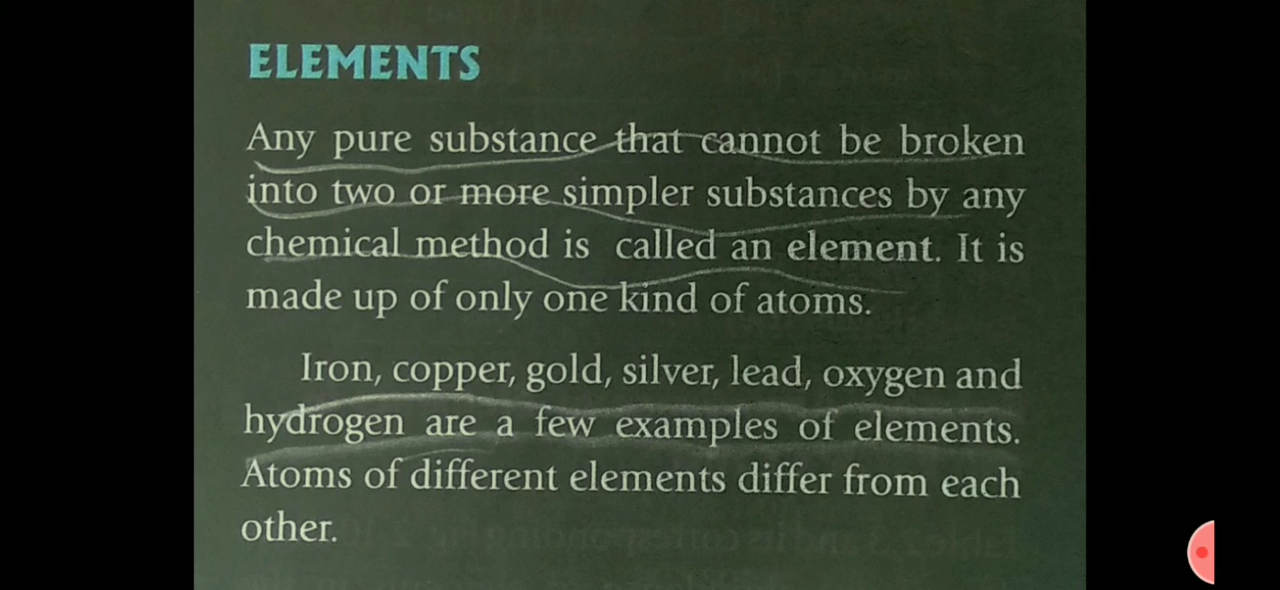 ELEMENTS
Any pure substance that cannot be broken
into two or more simpler substances by any
chemical method is called an element. It is
made up of only one kind of atoms.
Iron, copper, gold, silver, lead, oxygen and
hydrogen are a few examples of elements.
Atoms of different elements differ from each
other.